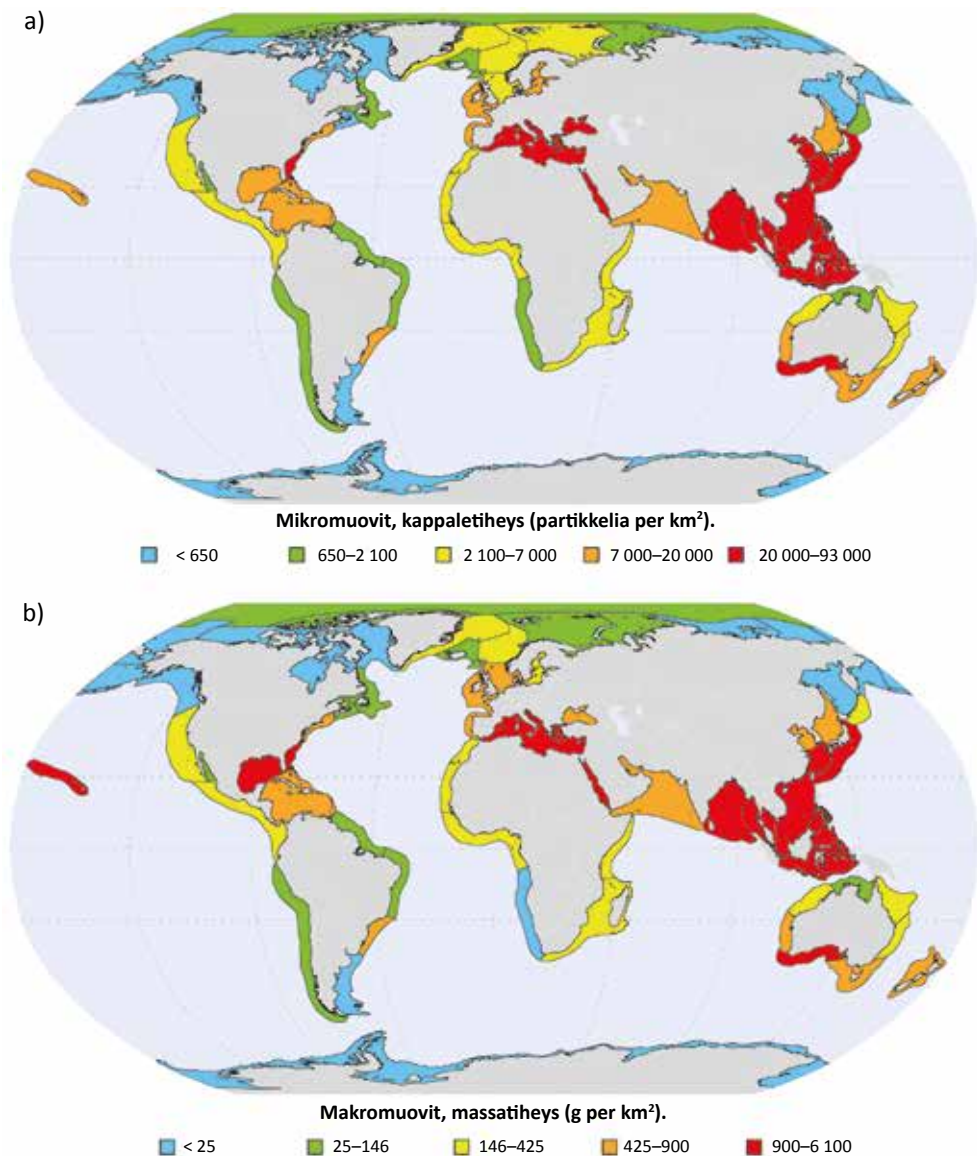 a)
Mikromuovit, kappaletiheys (partikkelia per km²).
< 650 650–2 100 2 100–7 000 7 000–20 000 20 000–93 000
b)
Makromuovit, massatiheys (g per km²).
< 25 25–146 146–425 425–900 900–6 100